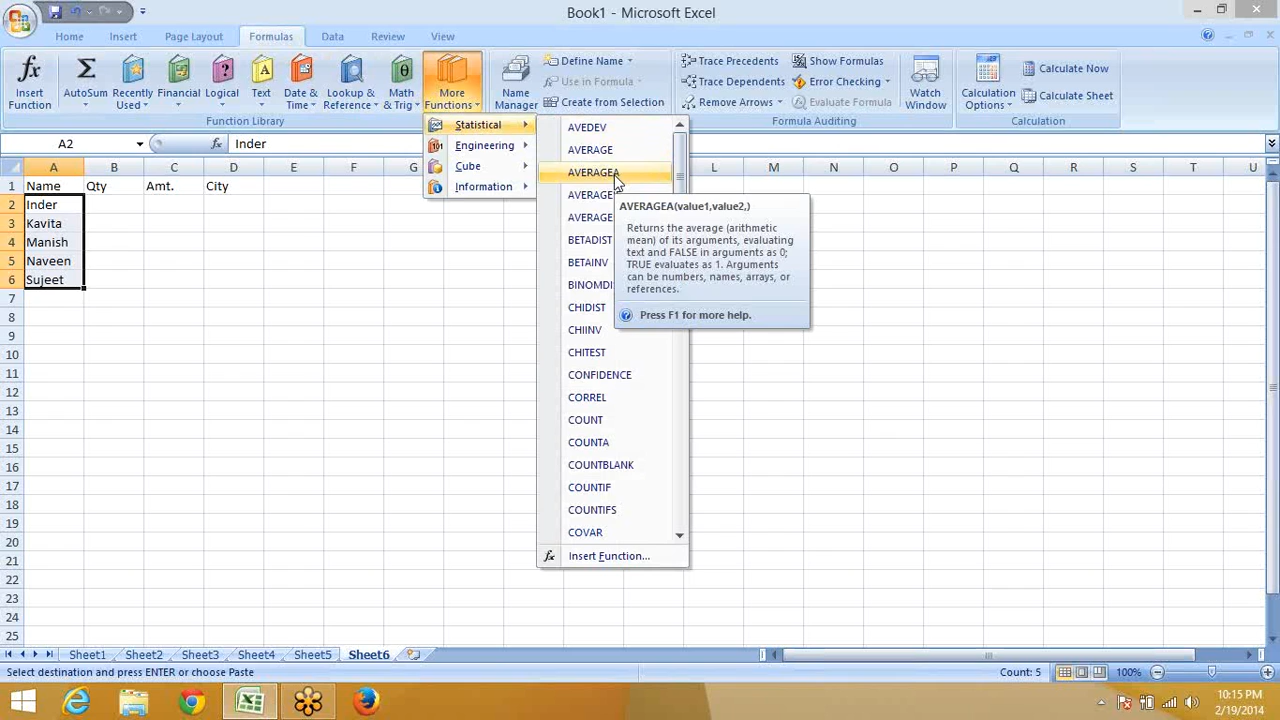 Book1 - Microsoft Excel
Home Insert Page Layout Formulas Data Review View
Insert Function
AutoSum
Recently Used
Financial
Logical
Text
Date & Time
Lookup & Reference
Math & Trig
More Functions
Name Manager
Define Name
Use in Formula
Create from Selection
Trace Precedents
Trace Dependents
Remove Arrows
Show Formulas
Error Checking
Evaluate Formula
Watch Window
Calculation Options
Calculate Now
Calculate Sheet
Function Library
Formula Auditing
Calculation
A2
fx
Inder
Statistical
Engineering
Cube
Information
AVEDEV
AVERAGE
AVERAGEA
AVERAGE
AVERAGE
BETADIST
BETAINV
BINOMDI
CHIDIST
CHIINV
CHITEST
CONFIDENCE
CORREL
COUNT
COUNTA
COUNTBLANK
COUNTIF
COUNTIFS
COVAR
fx Insert Function...
AVERAGEA(value1,value2,)
Returns the average (arithmetic
mean) of its arguments, evaluating
text and FALSE in arguments as 0;
TRUE evaluates as 1. Arguments
can be numbers, names, arrays, or
references.
Press F1 for more help.
A B C D E F G L M N O P Q R S T U
1 Name Qty Amt. City
2 Inder
3 Kavita
4 Manish
5 Naveen
6 Sujeet
7
8
9
10
11
12
13
14
15
16
17
18
19
20
21
22
23
24
25
Sheet1 Sheet2 Sheet3 Sheet4 Sheet5 Sheet6
Select destination and press ENTER or choose Paste
Count: 5
100%
10:15 PM
2/19/2014